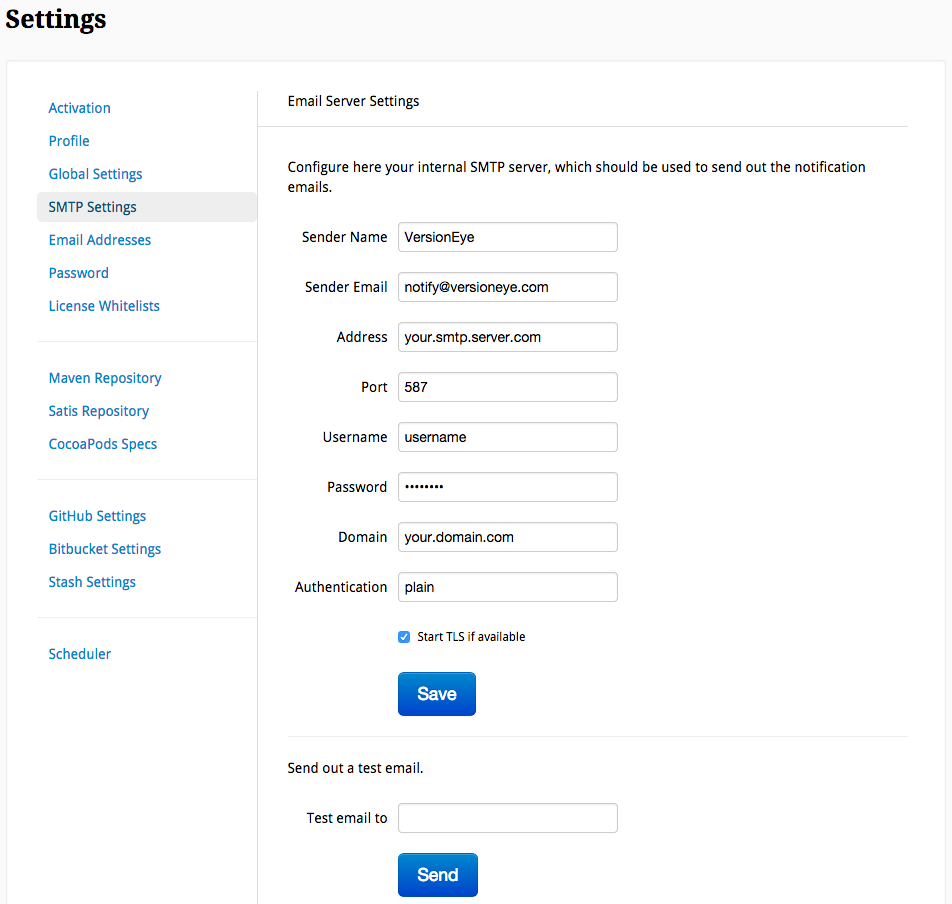 Settings
Activation
Profile
Global Settings
SMTP Settings
Email Addresses
Password
License Whitelists
Maven Repository
Satis Repository
CocoaPods Specs
GitHub Settings
Bitbucket Settings
Stash Settings
Scheduler
Email Server Settings
Configure here your internal SMTP server, which should be used to send out the notification
emails.
Sender Name VersionEye
Sender Email notify@versioneye.com
Address your.smtp.server.com
Port 587
Username username
Password ••••••••
Domain your.domain.com
Authentication plain
Start TLS if available
Save
Send out a test email.
Test email to
Send